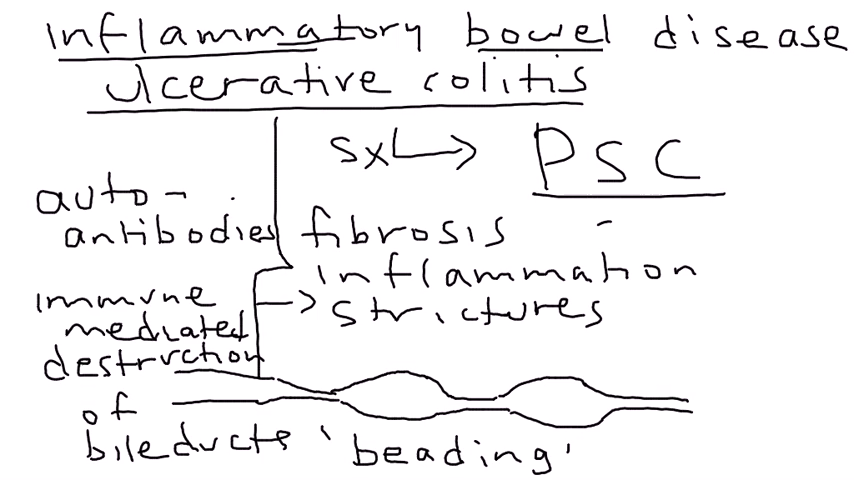 inflammatory bowel disease
ulcerative colitis
sx → PSC
auto-
antibodies
fibrosis
inflammation
strictures
immune
mediated
destruction
of
bileducts
'beading'